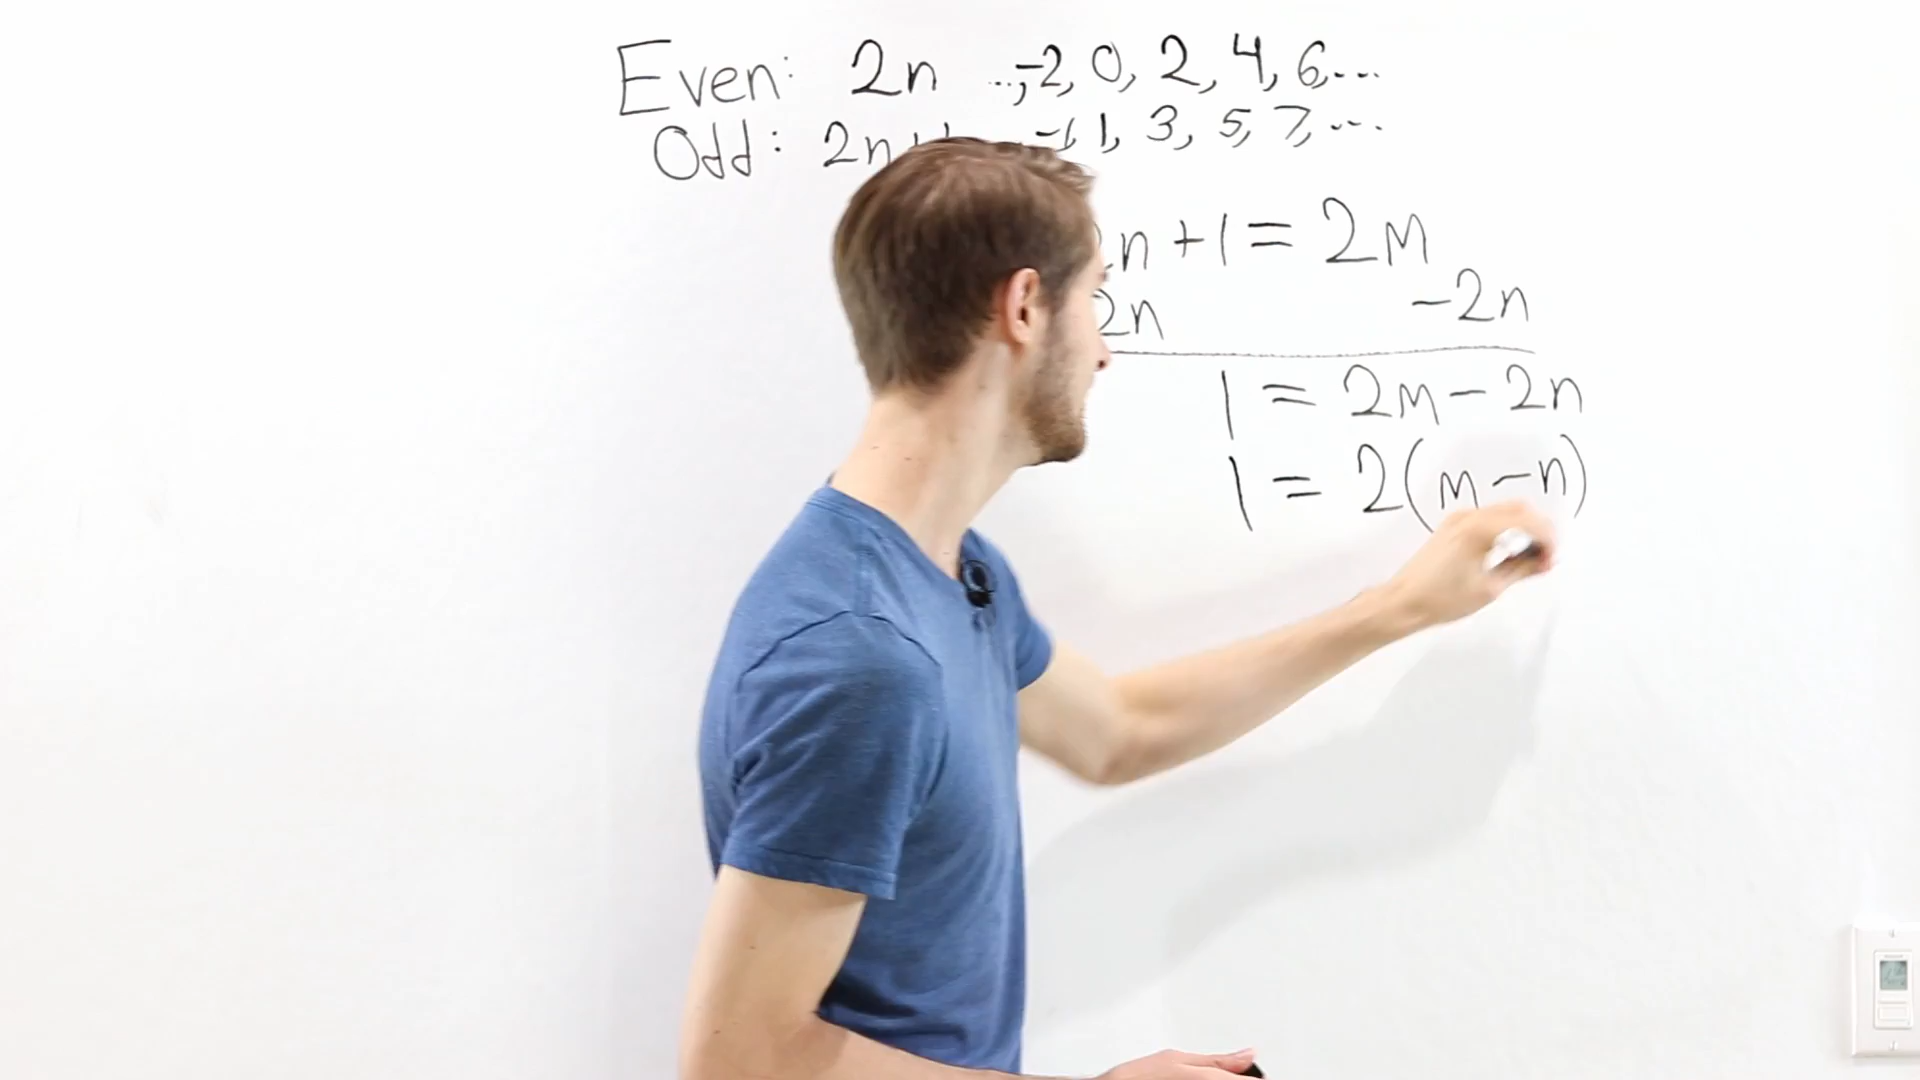 Even: 2n ...,-2, 0, 2, 4, 6,...
Odd: 2n+1 -1, 1, 3, 5, 7,...
2n + 1 = 2m
2n -2n
1 = 2m - 2n
1 = 2(m-n)